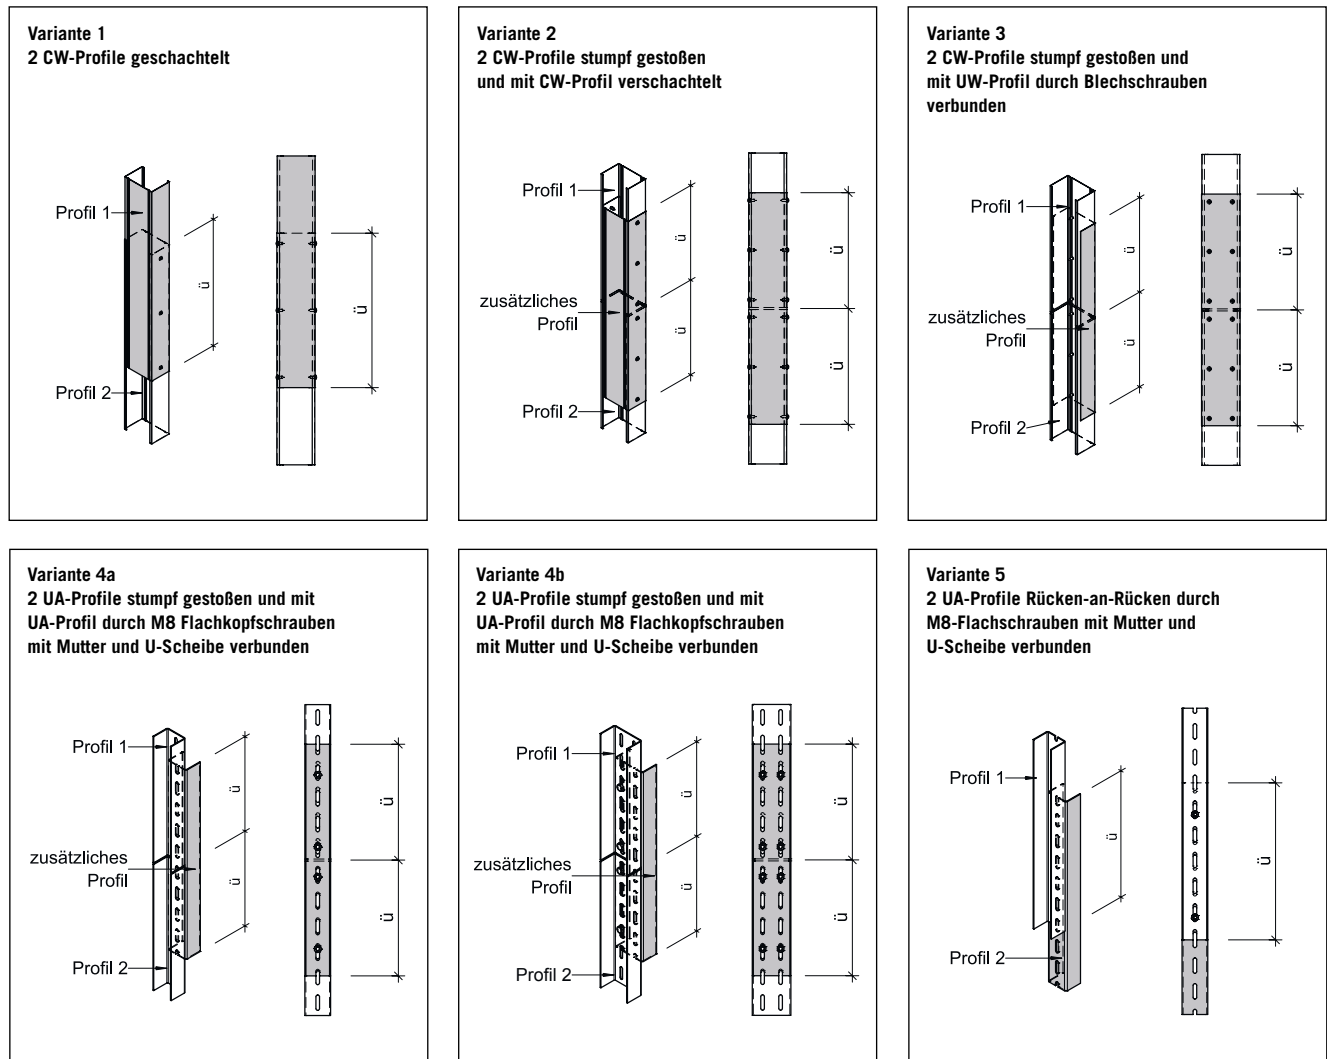 Variante 1
2 CW-Profile geschachtelt
Profil 1
ü
ü
Profil 2
Variante 2
2 CW-Profile stumpf gestoßen
und mit CW-Profil verschachtelt
Profil 1
ü
ü
zusätzliches
Profil
ü
ü
Profil 2
Variante 3
2 CW-Profile stumpf gestoßen und
mit UW-Profil durch Blechschrauben
verbunden
Profil 1
ü
ü
zusätzliches
Profil
ü
ü
Profil 2
Variante 4a
2 UA-Profile stumpf gestoßen und mit
UA-Profil durch M8 Flachkopfschrauben
mit Mutter und U-Scheibe verbunden
Profil 1
ü
ü
zusätzliches
Profil
ü
ü
Profil 2
Variante 4b
2 UA-Profile stumpf gestoßen und mit
UA-Profil durch M8 Flachkopfschrauben
mit Mutter und U-Scheibe verbunden
Profil 1
ü
ü
zusätzliches
Profil
ü
ü
Profil 2
Variante 5
2 UA-Profile Rücken-an-Rücken durch
M8-Flachschrauben mit Mutter und
U-Scheibe verbunden
Profil 1
ü
ü
Profil 2